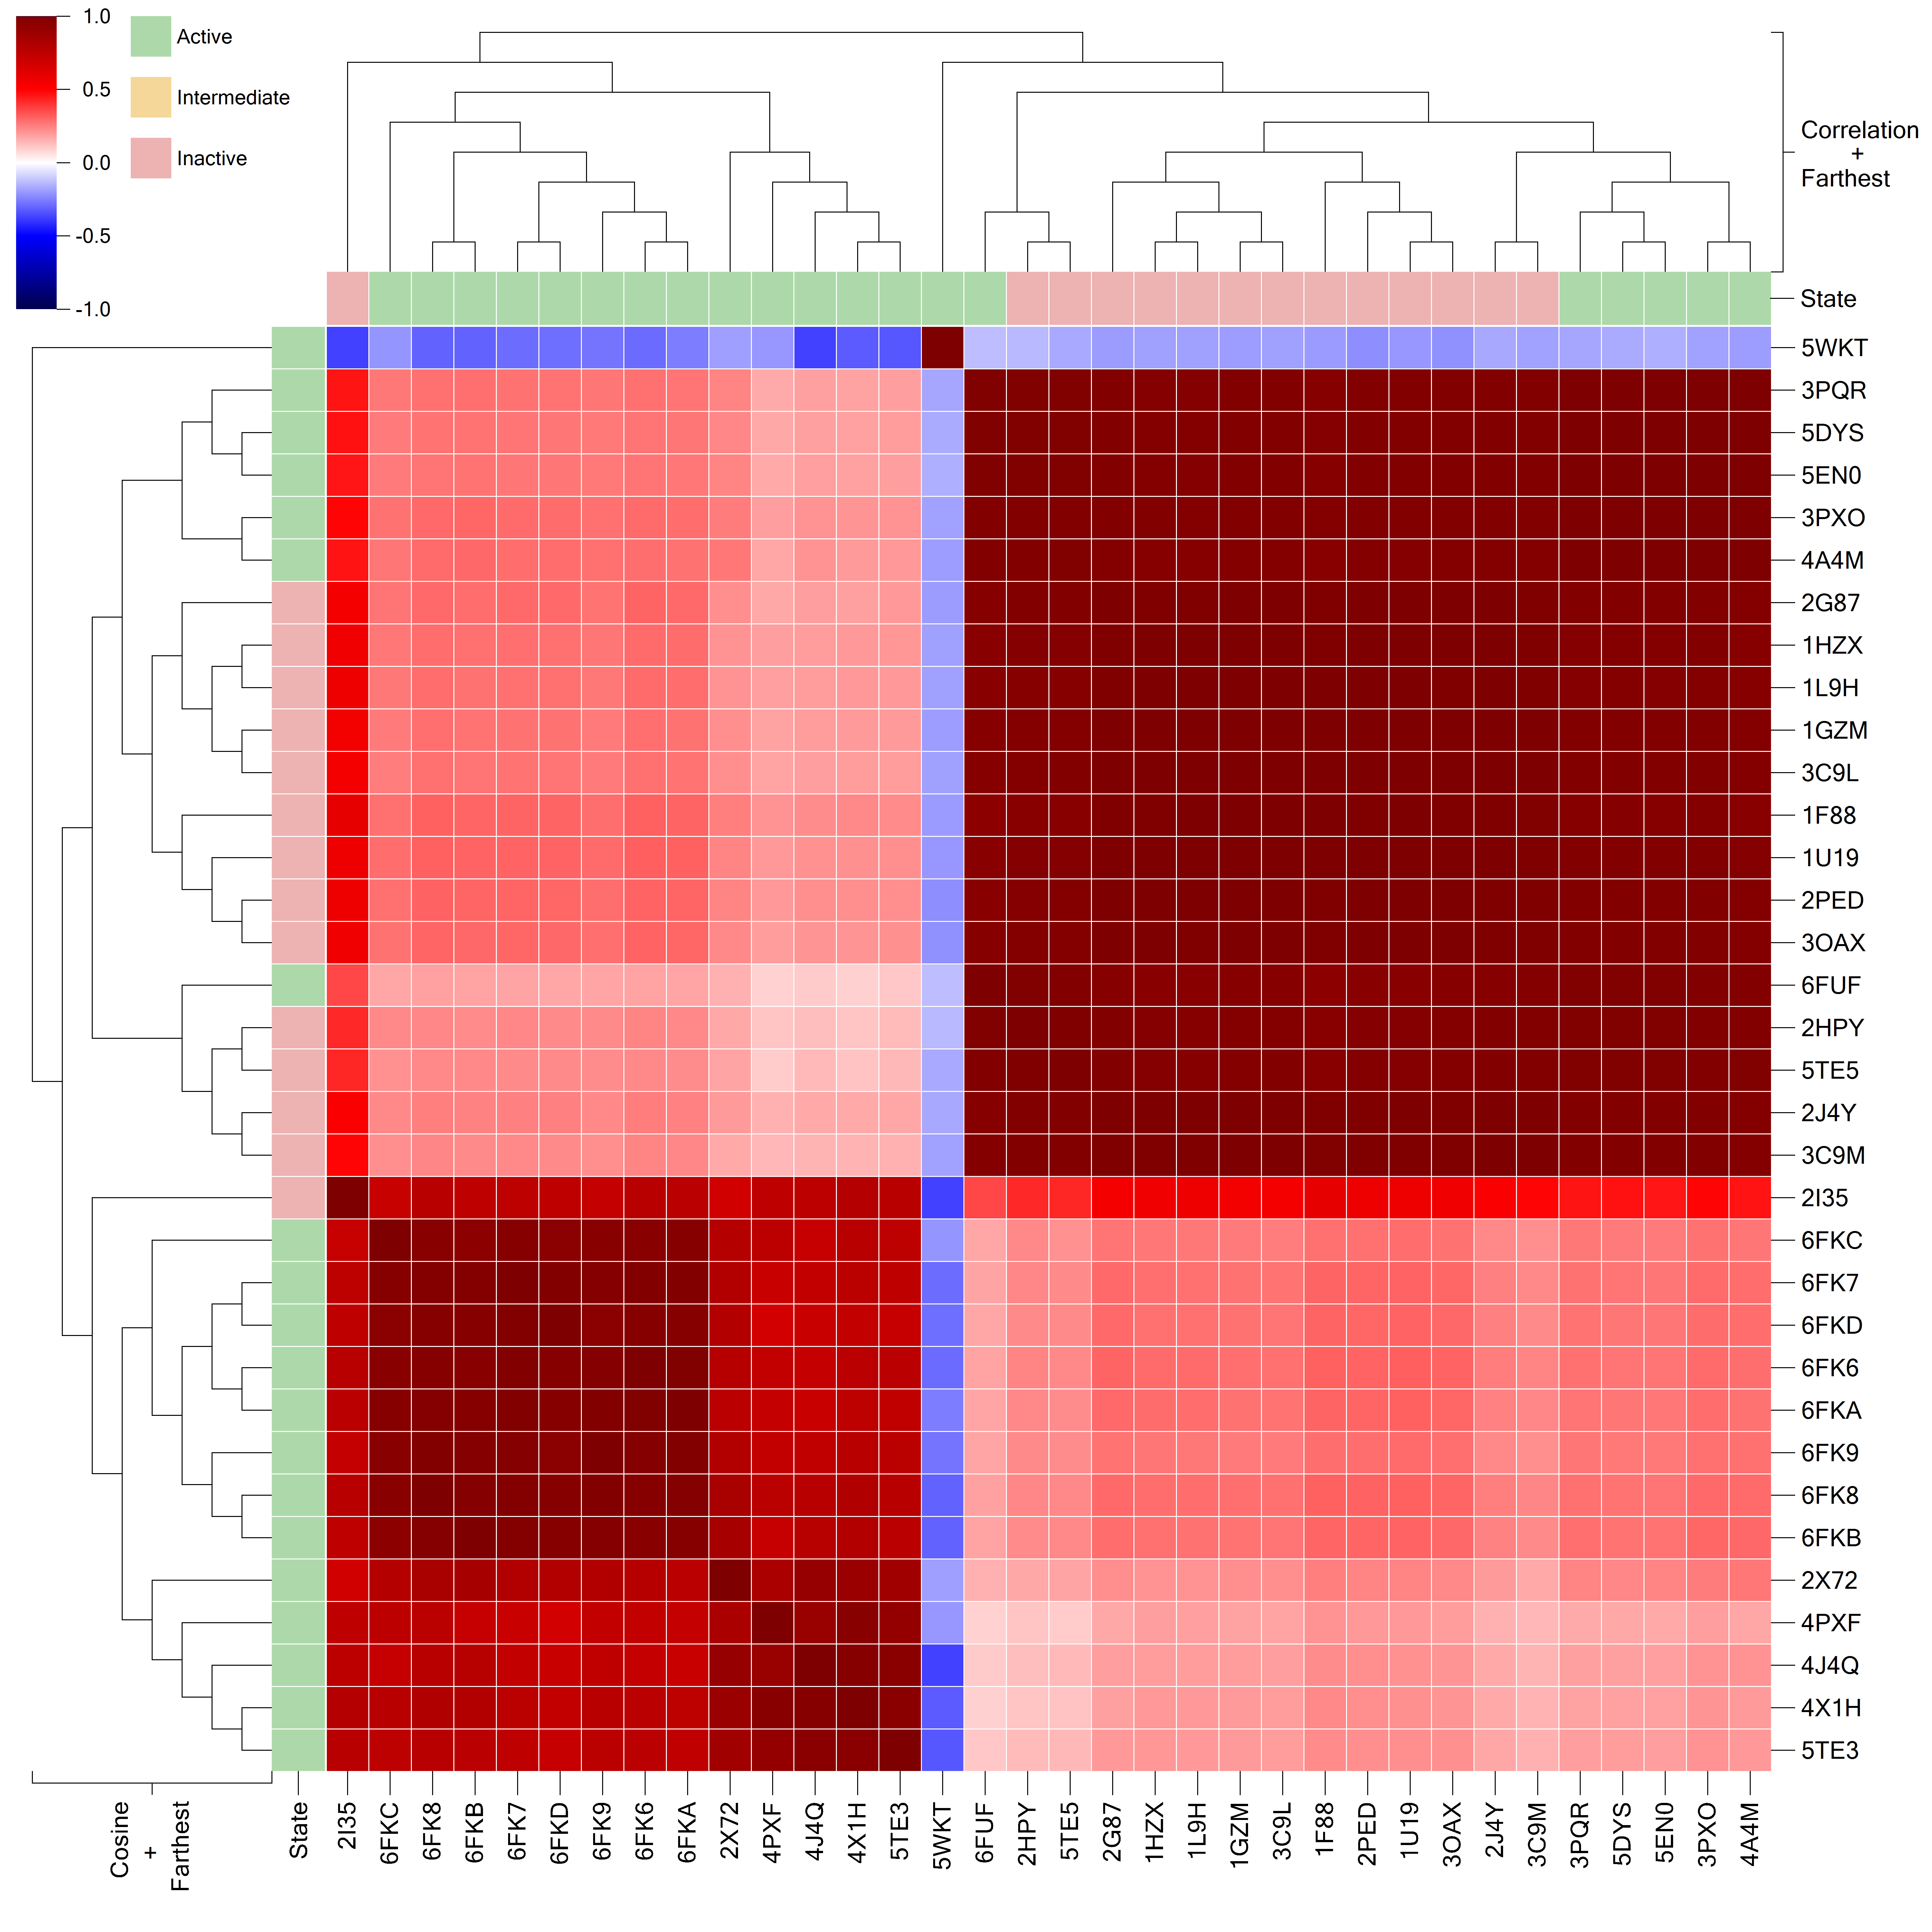 1.0
0.5
0.0
-0.5
-1.0
Active
Intermediate
Inactive
Correlation
+
Farthest
State
5WKT
3PQR
5DYS
5EN0
3PXO
4A4M
2G87
1HZX
1L9H
1GZM
3C9L
1F88
1U19
2PED
3OAX
6FUF
2HPY
5TE5
2J4Y
3C9M
2I35
6FKC
6FK7
6FKD
6FK6
6FKA
6FK9
6FK8
6FKB
2X72
4PXF
4J4Q
4X1H
5TE3
Cosine
+
Farthest
State
2I35
6FKC
6FK8
6FKB
6FK7
6FKD
6FK9
6FK6
6FKA
2X72
4PXF
4J4Q
4X1H
5TE3
5WKT
6FUF
2HPY
5TE5
2G87
1HZX
1L9H
1GZM
3C9L
1F88
2PED
1U19
3OAX
2J4Y
3C9M
3PQR
5DYS
5EN0
3PXO
4A4M